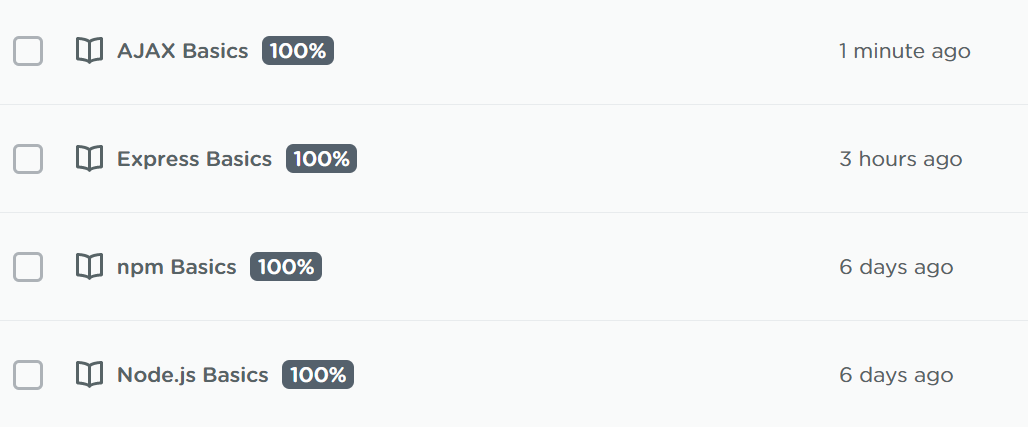 AJAX Basics 100% 1 minute ago
Express Basics 100% 3 hours ago
npm Basics 100% 6 days ago
Node.js Basics 100% 6 days ago